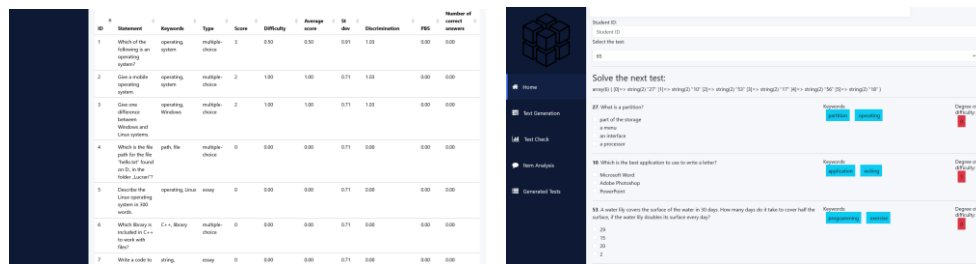 Number of
Average St correct
ID Statement Keywords Type Score Difficulty score dev Discrimination PBS answers
1 Which of the following is an operating system? operating, system multiple-choice 3 0.50 0.50 0.91 1.03 0.00 0.00
2 Give a mobile operating system. operating, system multiple-choice 2 1.00 1.00 0.71 1.03 0.00 0.00
3 Give one difference between Windows and Linux systems. operating, Windows multiple-choice 2 1.00 1.00 0.71 1.03 0.00 0.00
4 Which is the file path for the file "hello.txt" found on D:, in the folder „Lucrari"? path, file multiple-choice 0 0.00 0.00 0.71 0.00 0.00 0.00
5 Describe the Linux operating system in 300 words. operating, Linux essay 0 0.00 0.00 0.71 0.00 0.00 0.00
6 Which library is included in C++ to work with files? C++, library multiple-choice 0 0.00 0.00 0.71 0.00 0.00 0.00
7 Write a code to string, essay 0 0.00 0.00 0.71 0.00 0.00 0.00
Home
Test Generation
Test Check
Item Analysis
Generated Tests
Student ID:
Student ID
Select the test:
65
Solve the next test:
array(6) { [0]=> string(2) "27" [1]=> string(2) "10" [2]=> string(2) "53" [3]=> string(2) "17" [4]=> string(2) "56" [5]=> string(2) "18" }
27. What is a partition?
part of the storage
a menu
an interface
a processor
Keywords:
partition operating
Degree o
difficulty:
10. Which is the best application to use to write a letter?
Microsoft Word
Adobe Photoshop
PowerPoint
Keywords:
application writing
Degree o
difficulty:
53. A water lily covers the surface of the water in 30 days. How many days do it take to cover half the
surface, if the water lily doubles its surface every day?
29
15
20
2
Keywords:
programming exercise
Degree o
difficulty: